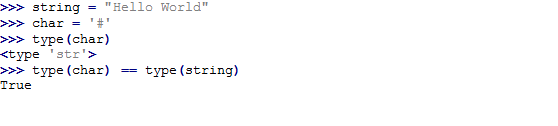 >>> string = "Hello World"
>>> char = '#'
>>> type(char)
<type 'str'>
>>> type(char) == type(string)
True